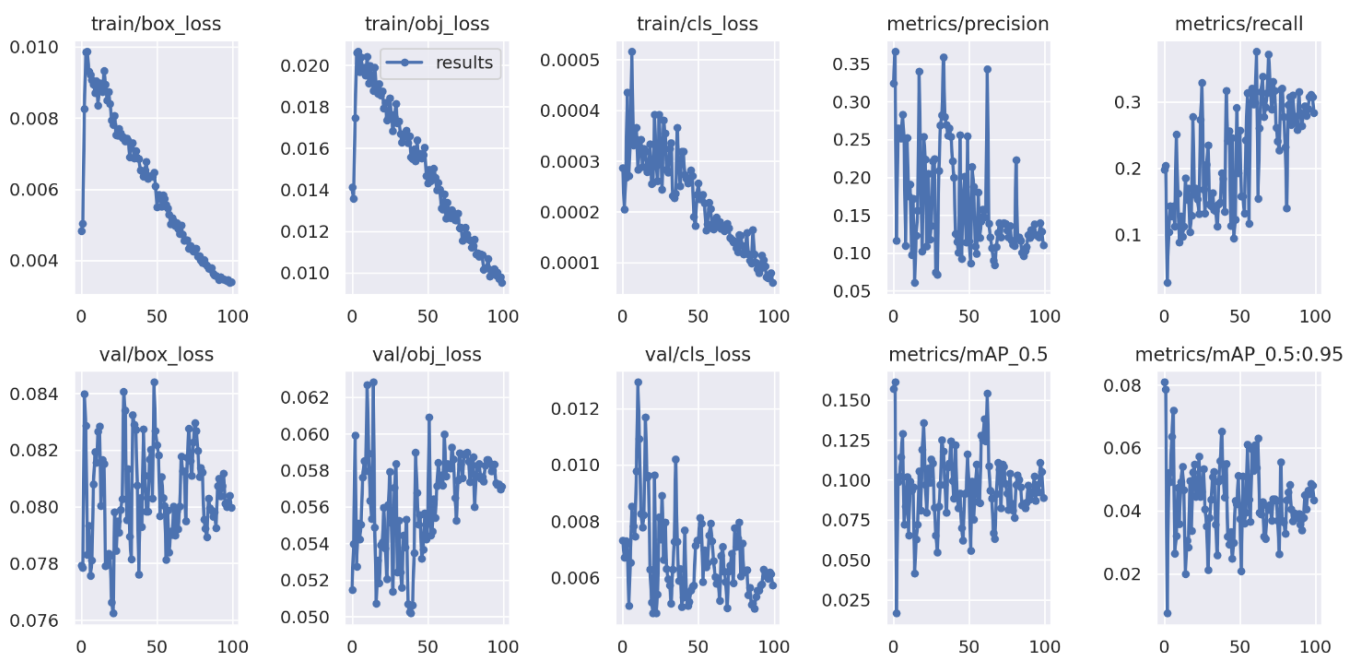 train/box_loss
train/obj_loss
train/cls_loss
metrics/precision
metrics/recall
0.010
0.008
0.006
0.004
0 50 100
0.020
0.018
0.016
0.014
0.012
0.010
results
0 50 100
0.0005
0.0004
0.0003
0.0002
0.0001
0 50 100
0.35
0.30
0.25
0.20
0.15
0.10
0.05
0 50 100
0.3
0.2
0.1
0 50 100
val/box_loss
val/obj_loss
val/cls_loss
metrics/mAP_0.5
metrics/mAP_0.5:0.95
0.084
0.082
0.080
0.078
0.076
0 50 100
0.062
0.060
0.058
0.056
0.054
0.052
0.050
0 50 100
0.012
0.010
0.008
0.006
0 50 100
0.150
0.125
0.100
0.075
0.050
0.025
0 50 100
0.08
0.06
0.04
0.02
0 50 100